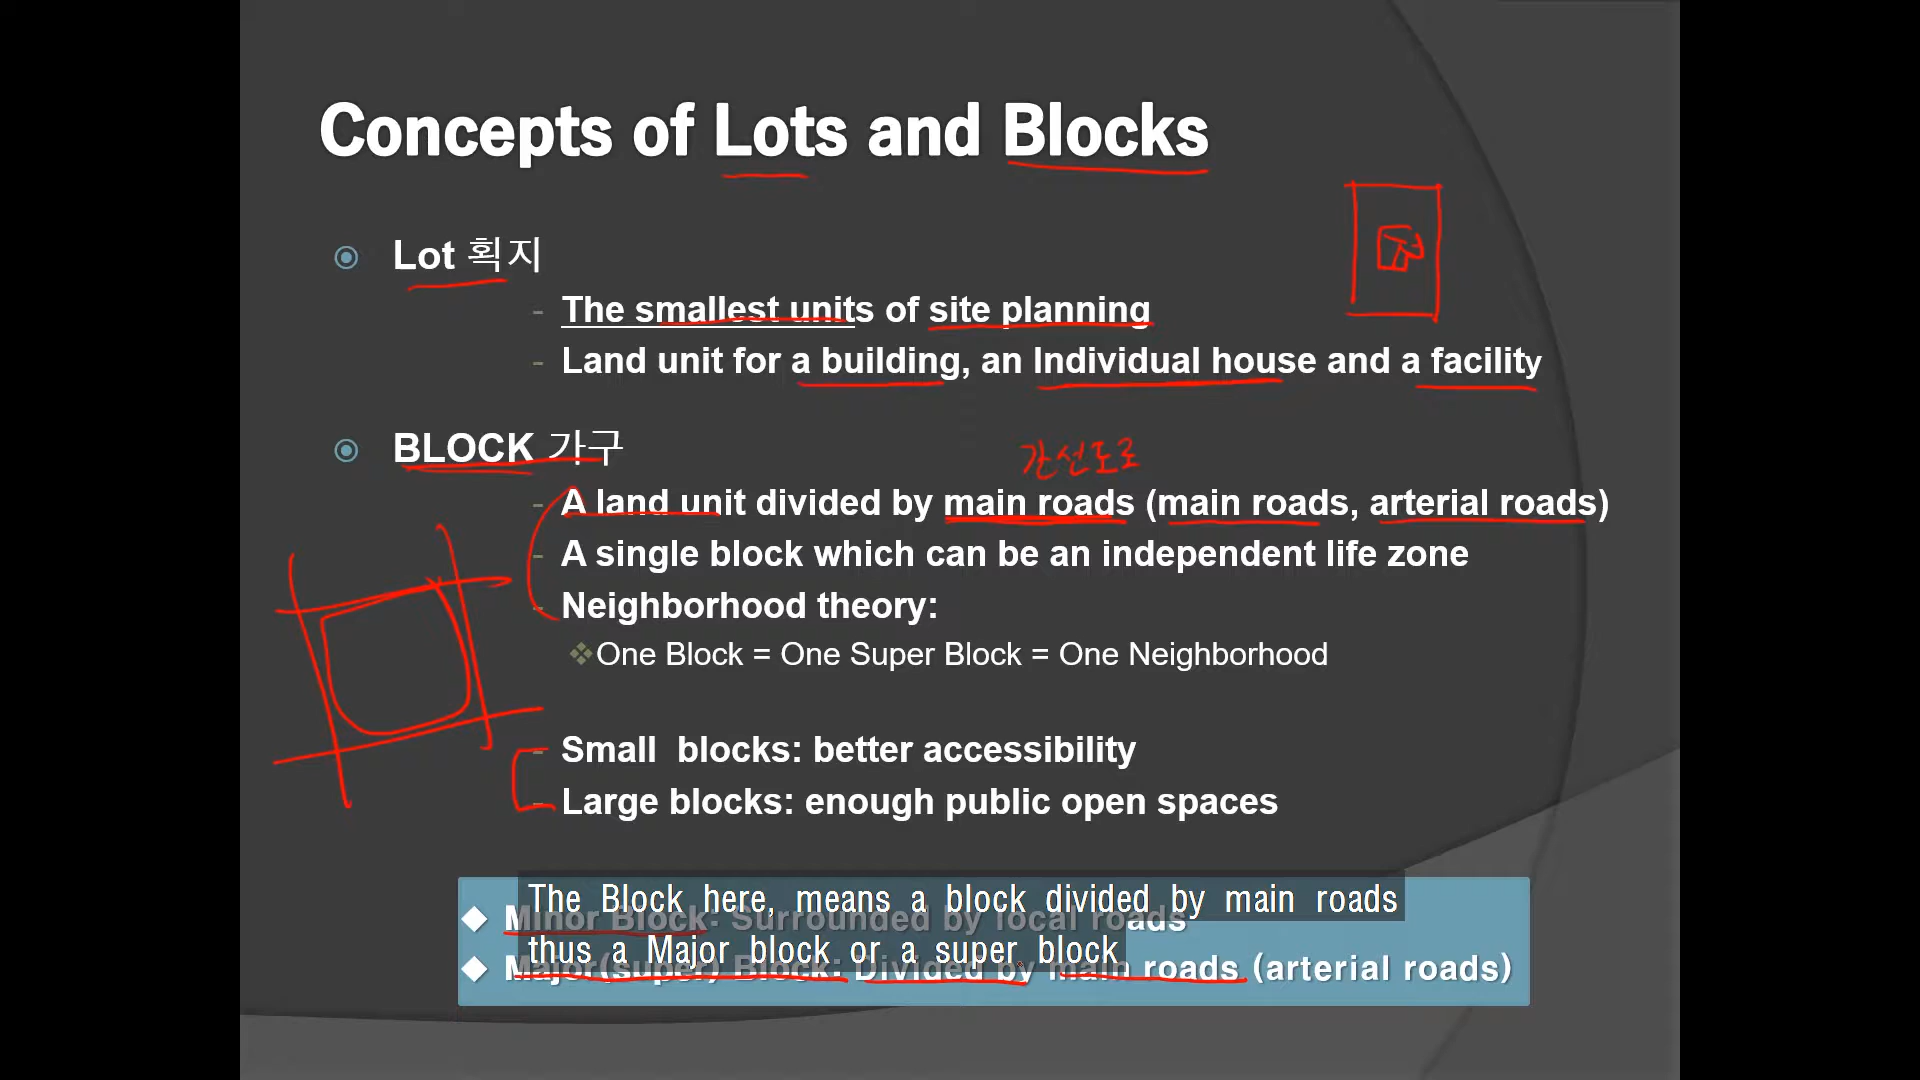 Concepts of Lots and Blocks
Lot 획지
- The smallest units of site planning
- Land unit for a building, an Individual house and a facility
BLOCK 가구
간선도로
- A land unit divided by main roads (main roads, arterial roads)
- A single block which can be an independent life zone
- Neighborhood theory:
❖One Block = One Super Block = One Neighborhood
- Small blocks: better accessibility
- Large blocks: enough public open spaces
The Block here, means a block divided by main roads
◆ Minor Block: Surrounded by local roads
thus a Major block or a super block
◆ Major(super) Block: Divided by main roads (arterial roads)